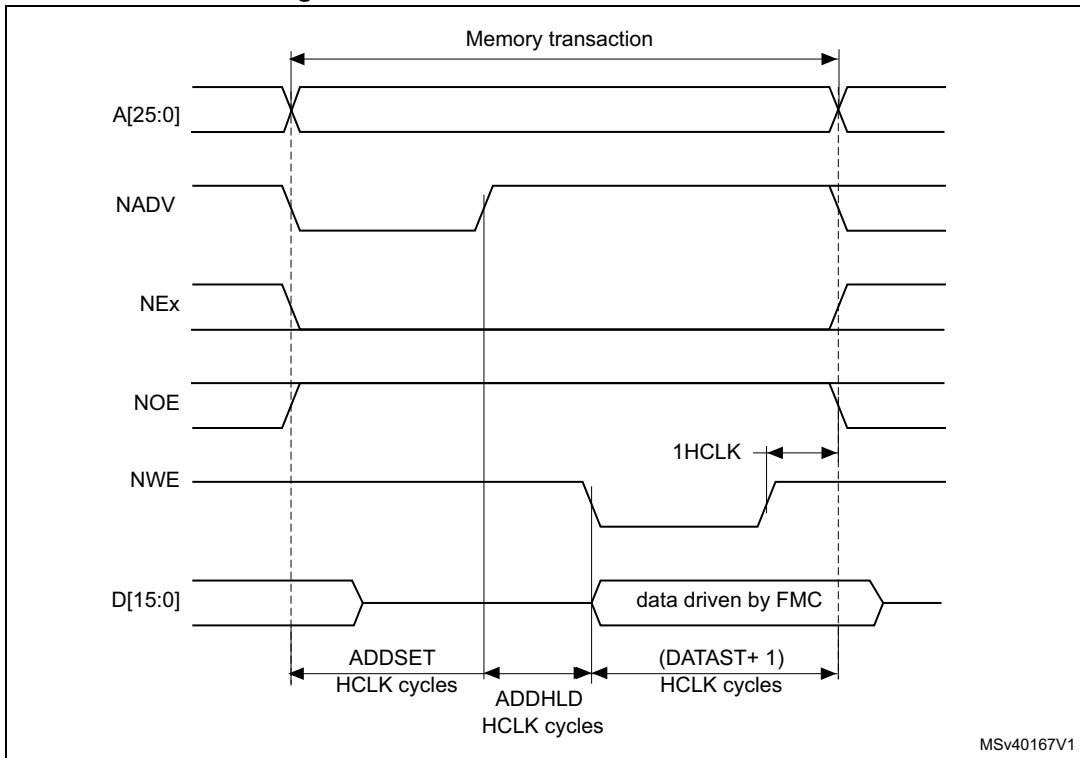 Memory transaction
A[25:0]
NADV
NEx
NOE
1HCLK
NWE
D[15:0]
data driven by FMC
ADDSET
HCLK cycles
(DATAST+ 1)
HCLK cycles
ADDHLD
HCLK cycles
MSv40167V1